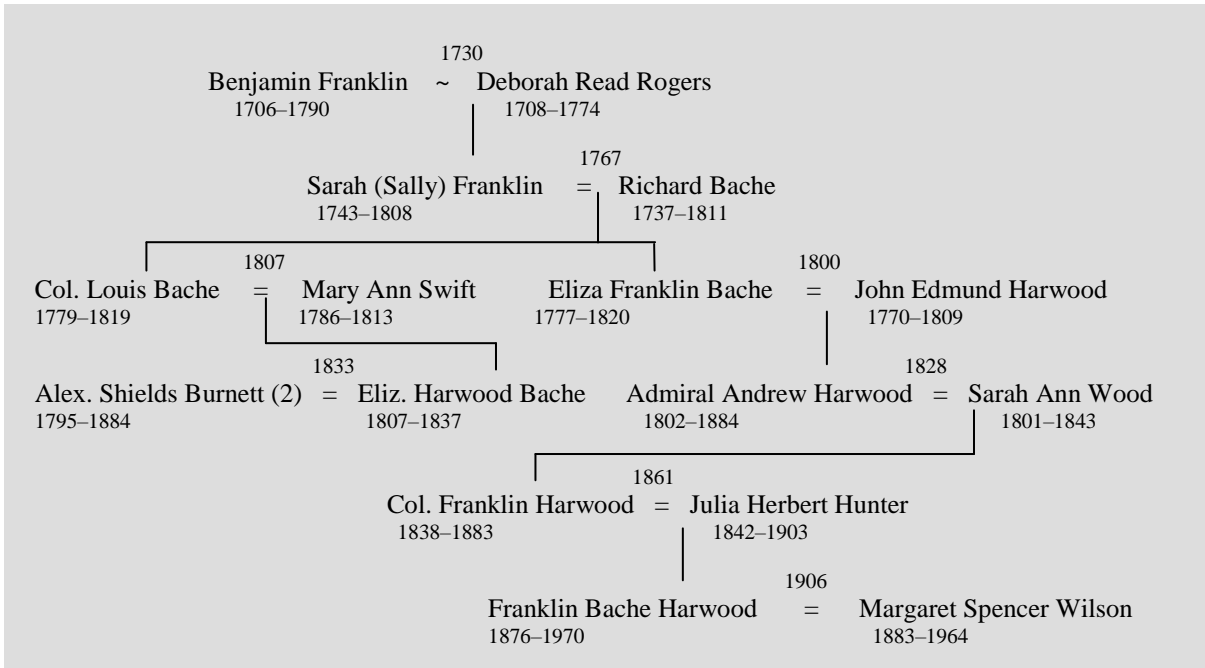 1730
Benjamin Franklin ~ Deborah Read Rogers
1706–1790 1708–1774
1767
Sarah (Sally) Franklin = Richard Bache
1743–1808 1737–1811
1807 1800
Col. Louis Bache = Mary Ann Swift Eliza Franklin Bache = John Edmund Harwood
1779–1819 1786–1813 1777–1820 1770–1809
1833 1828
Alex. Shields Burnett (2) = Eliz. Harwood Bache Admiral Andrew Harwood = Sarah Ann Wood
1795–1884 1807–1837 1802–1884 1801–1843
1861
Col. Franklin Harwood = Julia Herbert Hunter
1838–1883 1842–1903
1906
Franklin Bache Harwood = Margaret Spencer Wilson
1876–1970 1883–1964